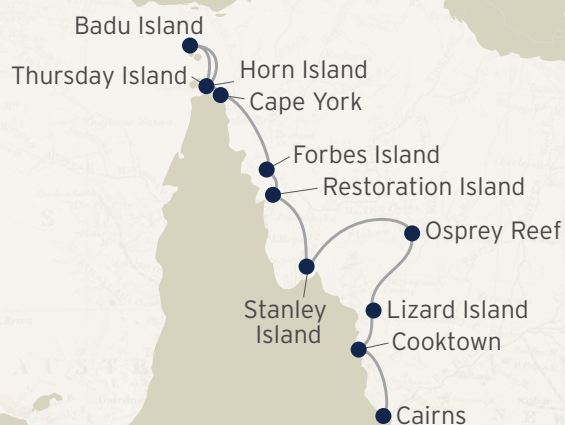 Badu Island
Thursday Island
Horn Island
Cape York
Forbes Island
Restoration Island
Osprey Reef
Stanley
Island
Lizard Island
Cooktown
Cairns